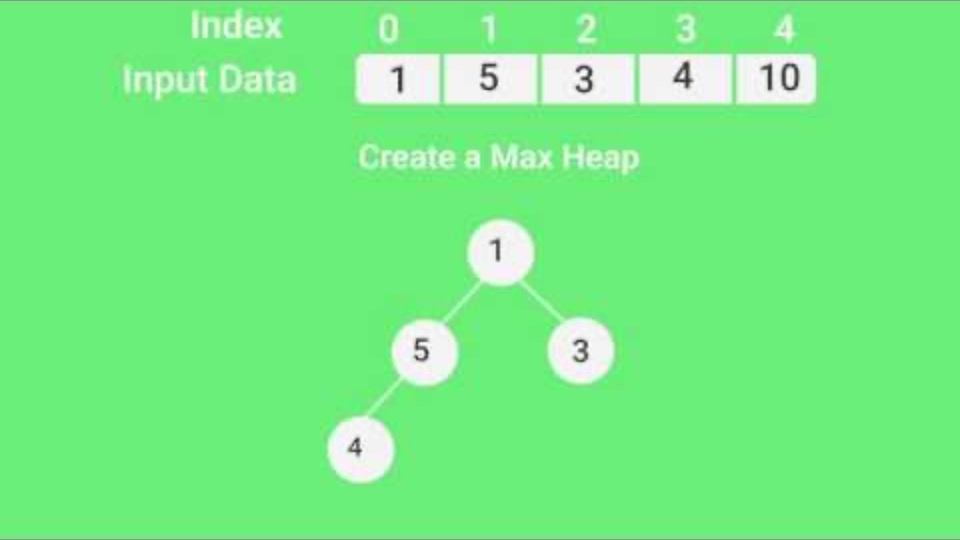 Index 0 1 2 3 4
Input Data 1 5 3 4 10
Create a Max Heap
1
5 3
4